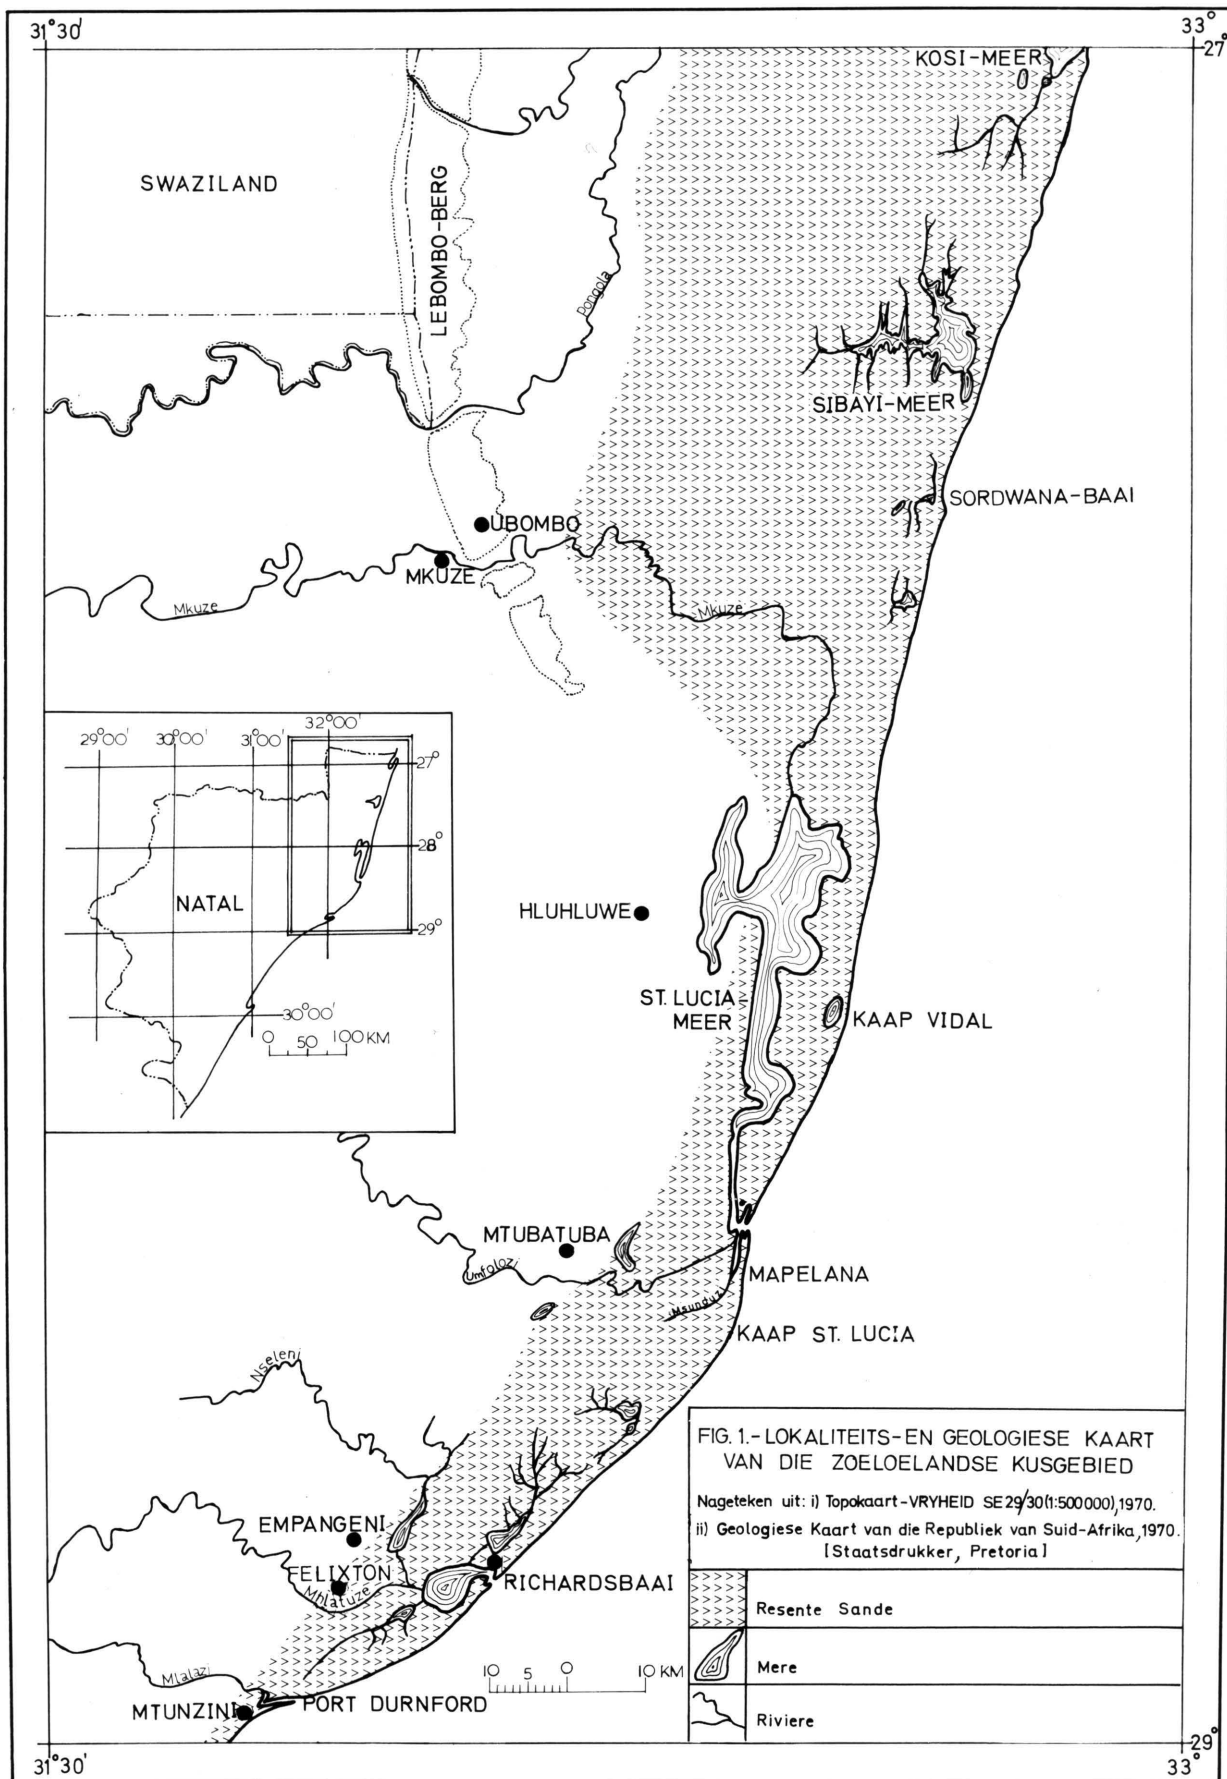 31°30'
33°
27°
KOSI-MEER
SWAZILAND
LEBOMBO-BERG
Pongola
SIBAYI-MEER
SORDWANA-BAAI
UBOMBO
MKUZE
Mkuze
Mkuze
32°00'
29°00'
30°00'
31°00'
27°
28°
NATAL
29°
30°00'
0 50 100 KM
HLUHLUWE
ST. LUCIA-
MEER
KAAP VIDAL
MTUBATUBA
Umfolozi
MAPELANA
Msunduzi
KAAP ST. LUCIA
Nseleni
FIG. 1.-LOKALITEITS-EN GEOLOGIESE KAART
VAN DIE ZOELOELANDSE KUSGEBIED
Nageteken uit: i) Topokaart-VRYHEID SE 29/30(1:500000),1970.
ii) Geologiese Kaart van die Republiek van Suid-Afrika,1970.
[Staatsdrukker, Pretoria]
EMPANGENI
FELIXTON
Mhlatuze
RICHARDSBAAI
Resente Sande
Mere
Riviere
10 5 0 10 KM
Mlalazi
MTUNZINI
PORT DURNFORD
31°30'
33°
29°